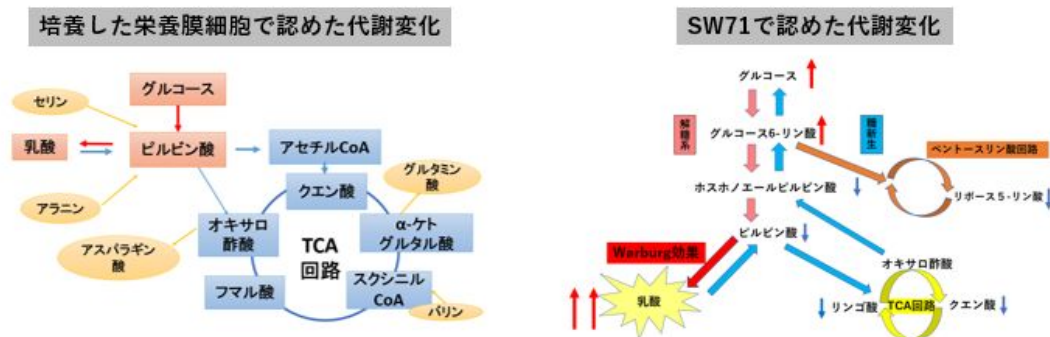 培養した栄養膜細胞で認めた代謝変化
セリン
グルコース
乳酸
ピルビン酸
アセチルCoA
アラニン
クエン酸
グルタミン
酸
アスパラギン
酸
オキサロ
酢酸
TCA
回路
α-ケト
グルタル酸
フマル酸
スクシニル
CoA
バリン
SW71で認めた代謝変化
グルコース
解糖系
グルコース6-リン酸
糖新生
ペントースリン酸回路
ホスホノエールピルビン酸
リボース5-リン酸
ピルビン酸
Warburg効果
オキサロ酢酸
乳酸
リンゴ酸
TCA回路
クエン酸